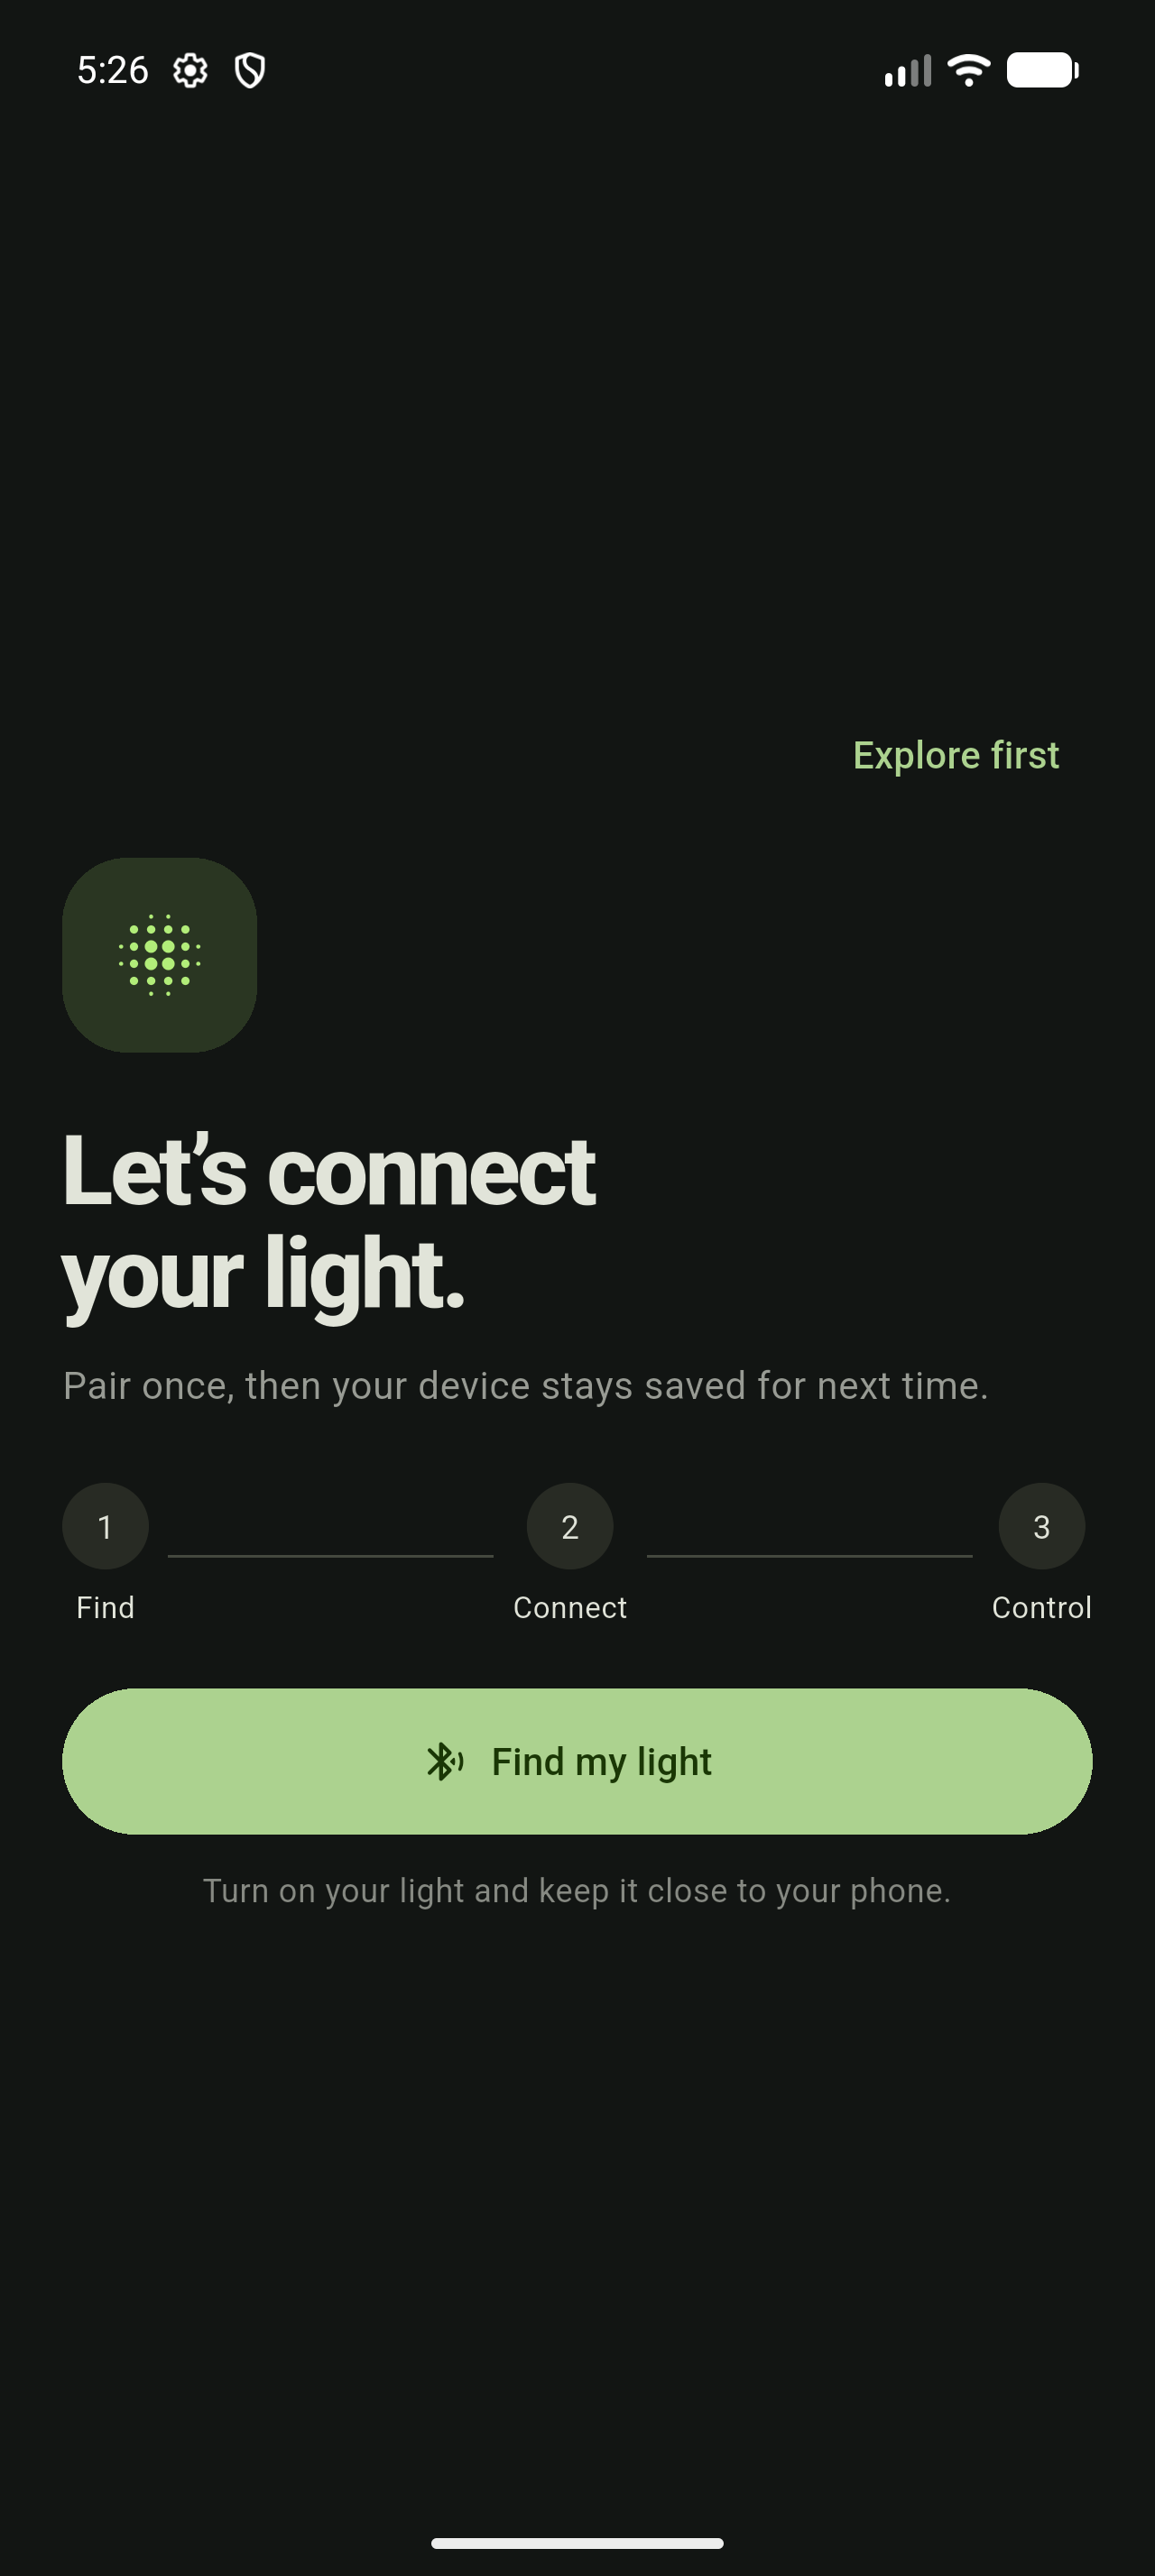 5:26
Explore first
Let’s connect
your light.
Pair once, then your device stays saved for next time.
1
2
3
Find
Connect
Control
Find my light
Turn on your light and keep it close to your phone.